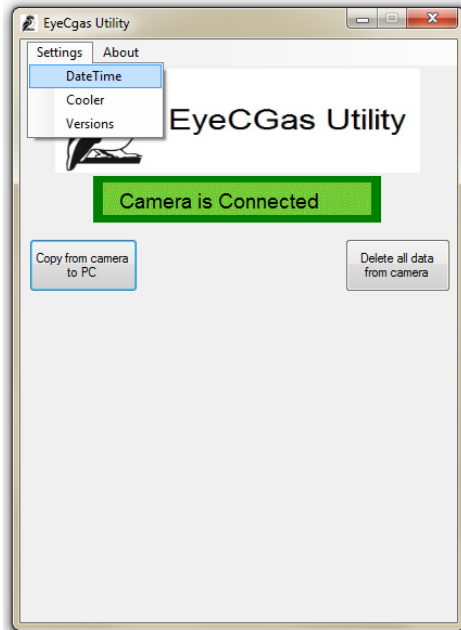 EyeCgas Utility
Settings About
DateTime
Cooler
Versions
EyeCGas Utility
Camera is Connected
Copy from camera
to PC
Delete all data
from camera